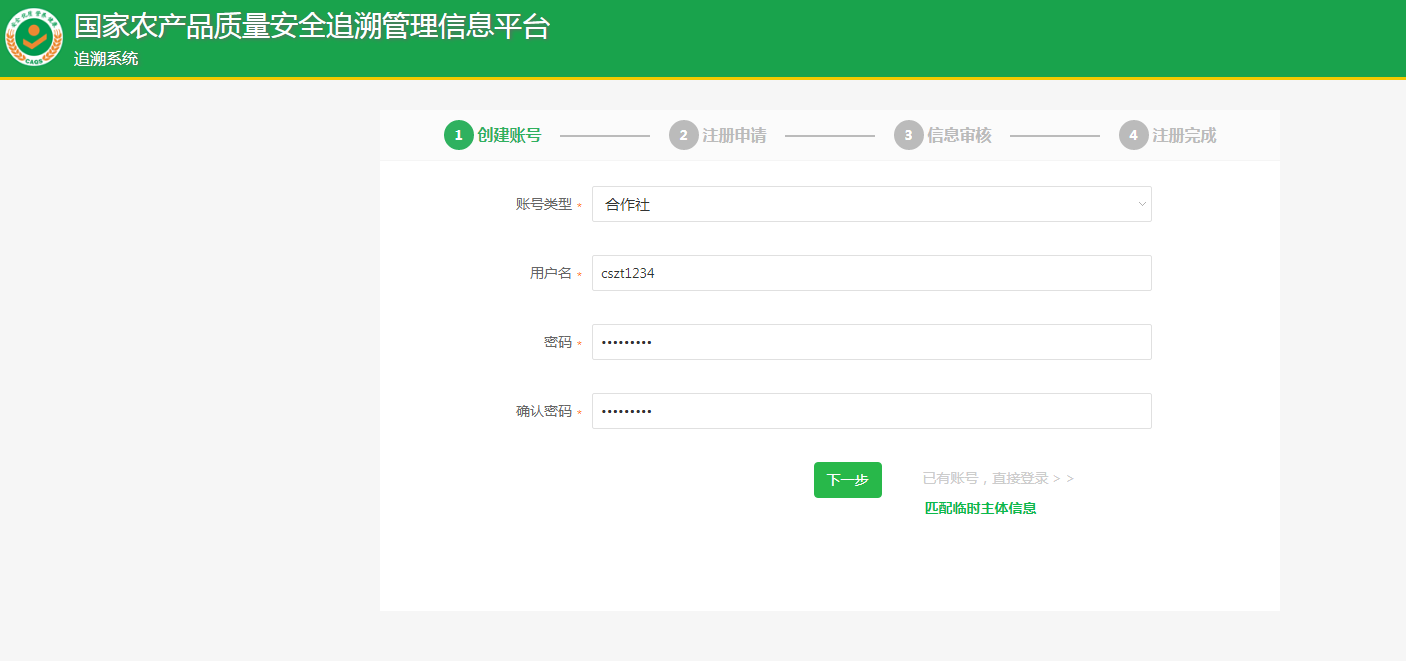 国家农产品质量安全追溯管理信息平台
CAQS
追溯系统
1 创建账号 2 注册申请 3 信息审核 4 注册完成
账号类型 * 合作社
用户名 * cszt1234
密码 * •••••••••
确认密码 * •••••••••
下一步 已有账号，直接登录 > >
匹配临时主体信息